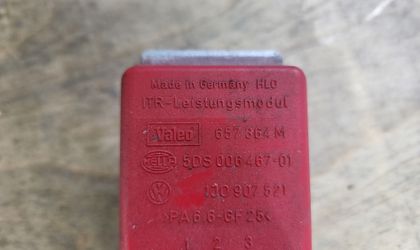 Made in Germany HLO
ITR-Leistungsmodul
Valeo 657 364 M
HELLA 5DS 006 467-01
VW 1J0 907 521
>PA 6.6-GF 25<
1 2 3